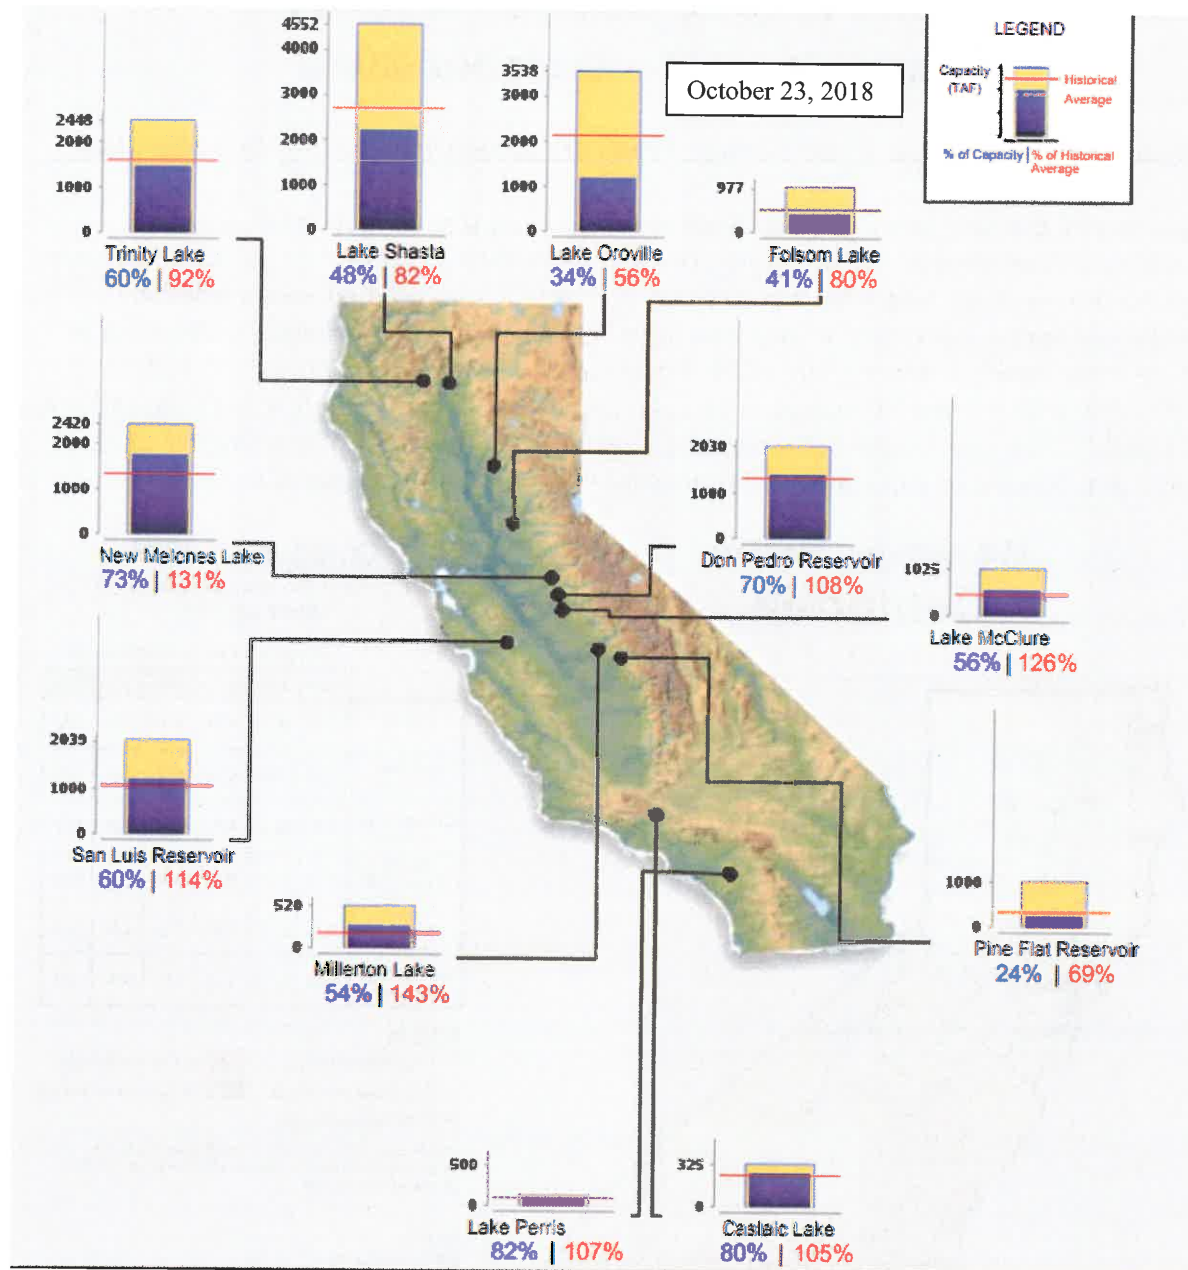 4552
4000
3000
2000
1000
0
Lake Shasta
48% | 82%
3538
3000
2000
1000
0
Lake Oroville
34% | 56%
October 23, 2018
LEGEND
Capacity
(TAF)
Historical
Average
% of Capacity | % of Historical
Average
2448
2000
1000
0
Trinity Lake
60% | 92%
977
0
Folsom Lake
41% | 80%
2420
2000
1000
0
New Melones Lake
73% | 131%
2030
1000
0
Don Pedro Reservoir
70% | 108%
1025
0
Lake McClure
56% | 126%
2039
1000
0
San Luis Reservoir
60% | 114%
520
0
Millerton Lake
54% | 143%
1000
0
Pine Flat Reservoir
24% | 69%
500
0
Lake Perris
82% | 107%
325
0
Castaic Lake
80% | 105%